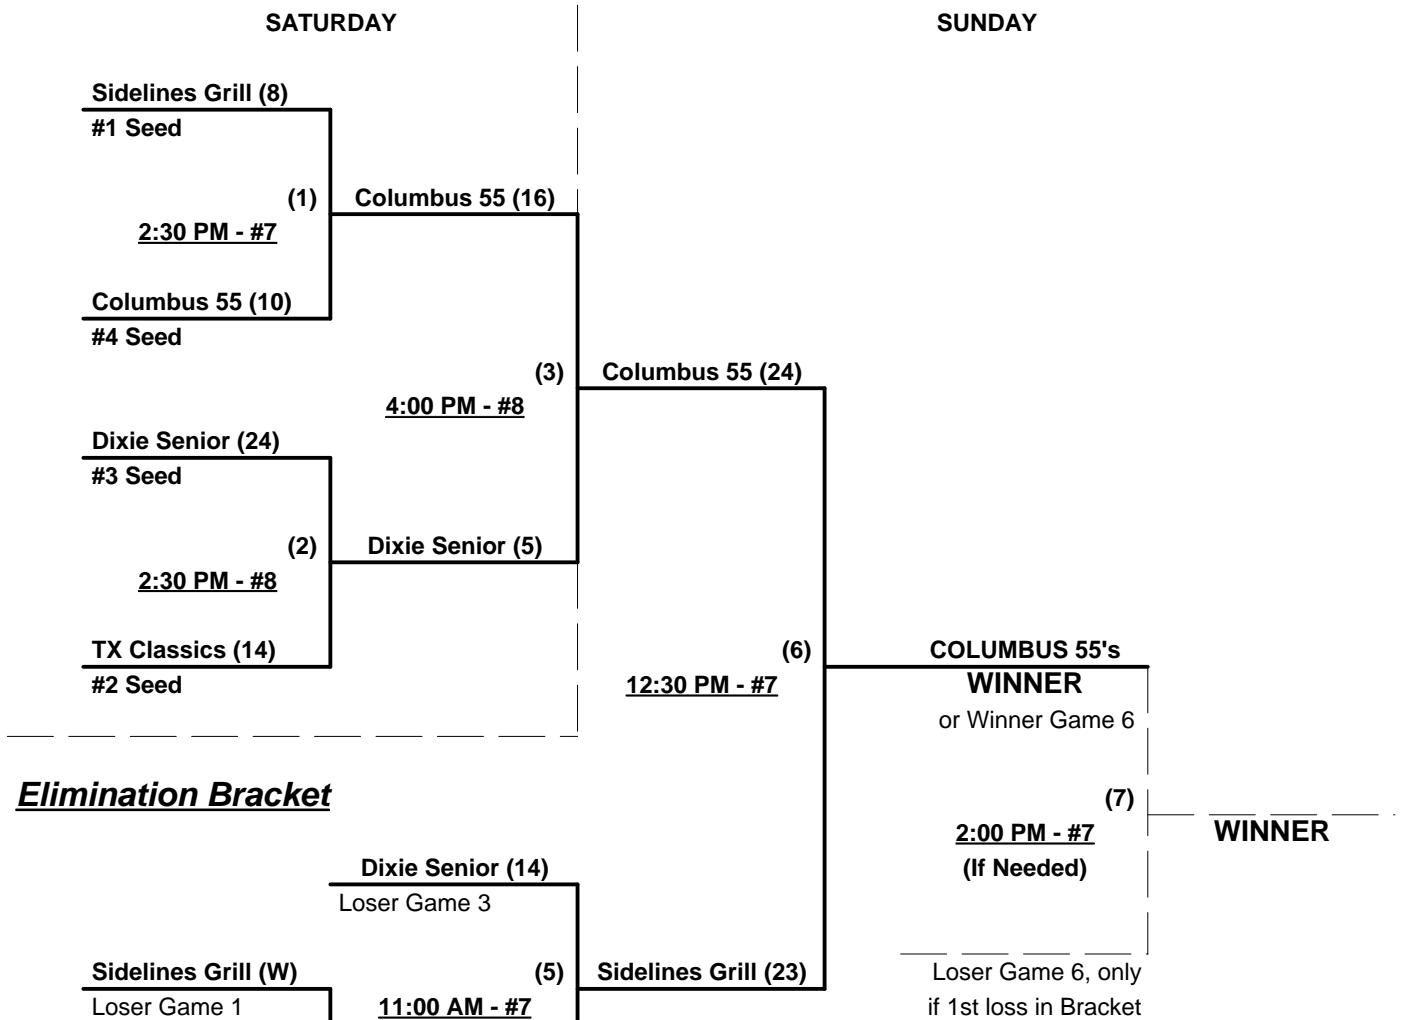 SATURDAY
SUNDAY
Sidelines Grill (8)
#1 Seed
(1)
Columbus 55 (16)
2:30 PM - #7
Columbus 55 (10)
#4 Seed
(3)
Columbus 55 (24)
4:00 PM - #8
Dixie Senior (24)
#3 Seed
(2)
Dixie Senior (5)
2:30 PM - #8
TX Classics (14)
#2 Seed
(6)
COLUMBUS 55's
12:30 PM - #7
WINNER
or Winner Game 6
Elimination Bracket
(7)
2:00 PM - #7
WINNER
(If Needed)
Dixie Senior (14)
Loser Game 3
Sidelines Grill (W)
(5)
Sidelines Grill (23)
Loser Game 6, only
Loser Game 1
11:00 AM - #7
if 1st loss in Bracket